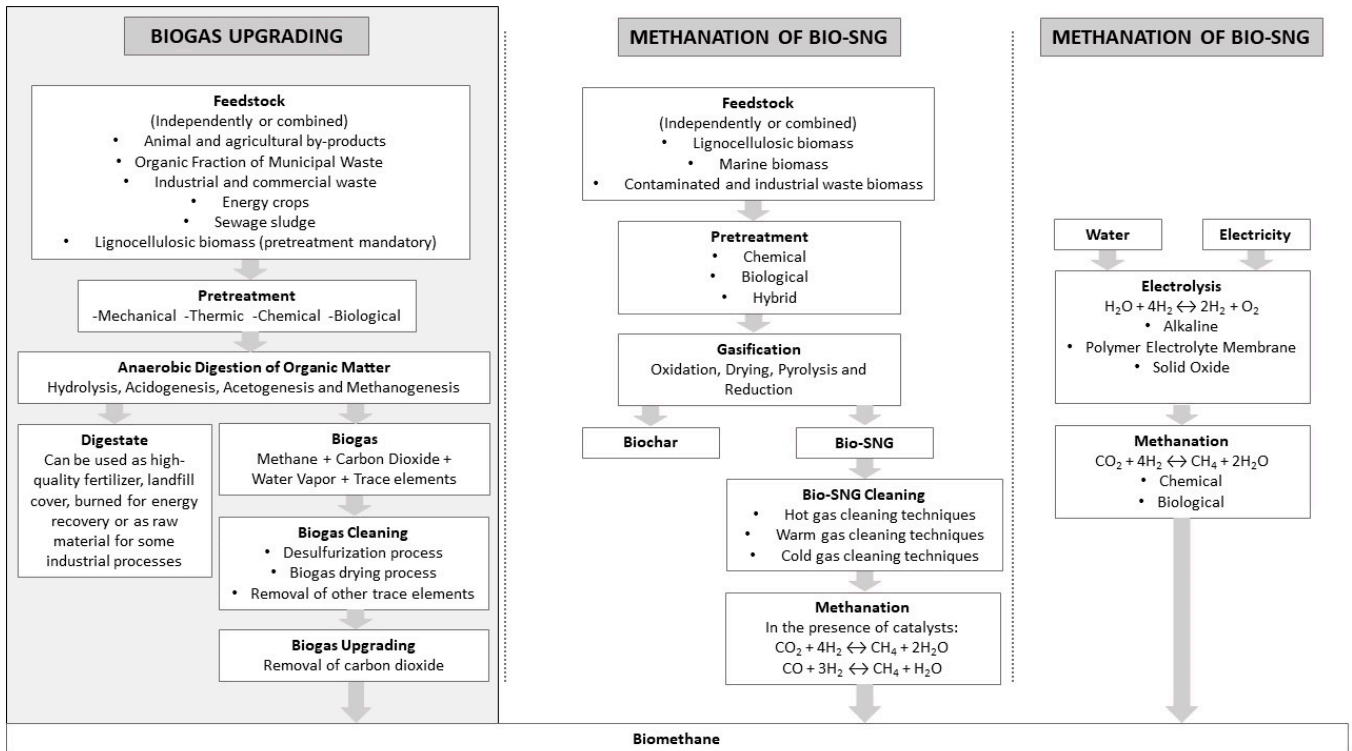 BIOGAS UPGRADING
Feedstock
(Independently or combined)
• Animal and agricultural by-products
• Organic Fraction of Municipal Waste
• Industrial and commercial waste
• Energy crops
• Sewage sludge
• Lignocellulosic biomass (pretreatment mandatory)
Pretreatment
-Mechanical -Thermic -Chemical -Biological
Anaerobic Digestion of Organic Matter
Hydrolysis, Acidogenesis, Acetogenesis and Methanogenesis
Digestate
Can be used as high-
quality fertilizer, landfill
cover, burned for energy
recovery or as raw
material for some
industrial processes
Biogas
Methane + Carbon Dioxide +
Water Vapor + Trace elements
Biogas Cleaning
• Desulfurization process
• Biogas drying process
• Removal of other trace elements
Biogas Upgrading
Removal of carbon dioxide
METHANATION OF BIO-SNG
Feedstock
(Independently or combined)
• Lignocellulosic biomass
• Marine biomass
• Contaminated and industrial waste biomass
Pretreatment
• Chemical
• Biological
• Hybrid
Gasification
Oxidation, Drying, Pyrolysis and
Reduction
Biochar
Bio-SNG
Bio-SNG Cleaning
• Hot gas cleaning techniques
• Warm gas cleaning techniques
• Cold gas cleaning techniques
Methanation
In the presence of catalysts:
CO₂ + 4H₂ ↔ CH₄ + 2H₂O
CO + 3H₂ ↔ CH₄ + H₂O
METHANATION OF BIO-SNG
Water
Electricity
Electrolysis
H₂O + 4H₂ ↔ 2H₂ + O₂
• Alkaline
• Polymer Electrolyte Membrane
• Solid Oxide
Methanation
CO₂ + 4H₂ ↔ CH₄ + 2H₂O
• Chemical
• Biological
Biomethane